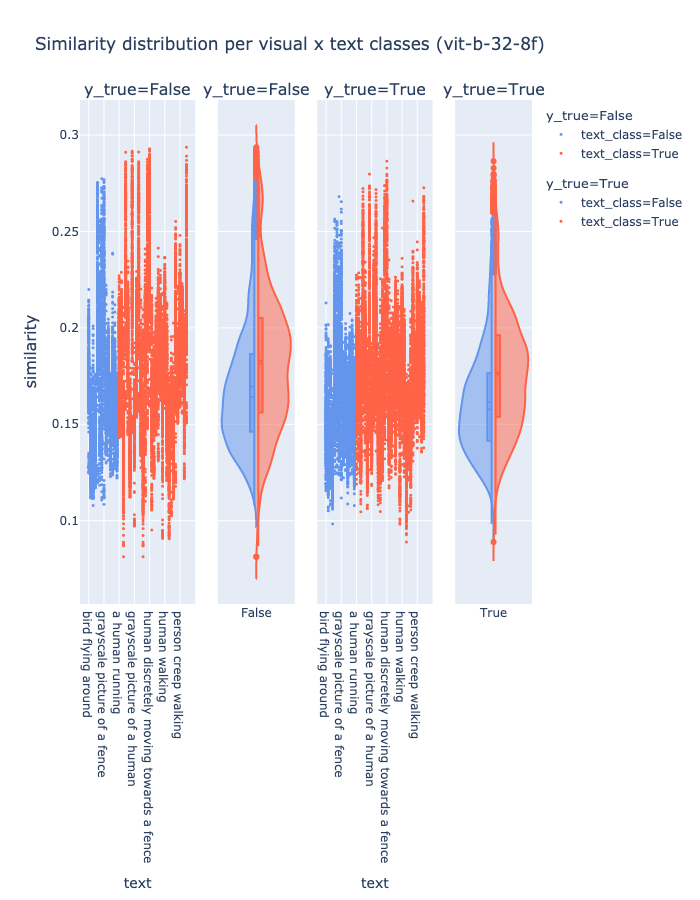 Similarity distribution per visual x text classes (vit-b-32-8f)
y_true=False
y_true=False
y_true=True
y_true=True
y_true=False
text_class=False
text_class=True
y_true=True
text_class=False
text_class=True
0.3
0.25
0.2
0.15
0.1
similarity
bird flying around
grayscale picture of a fence
a human running
grayscale picture of a human
human discretely moving towards a fence
human walking
person creep walking
False
bird flying around
grayscale picture of a fence
a human running
grayscale picture of a human
human discretely moving towards a fence
human walking
person creep walking
True
text
text